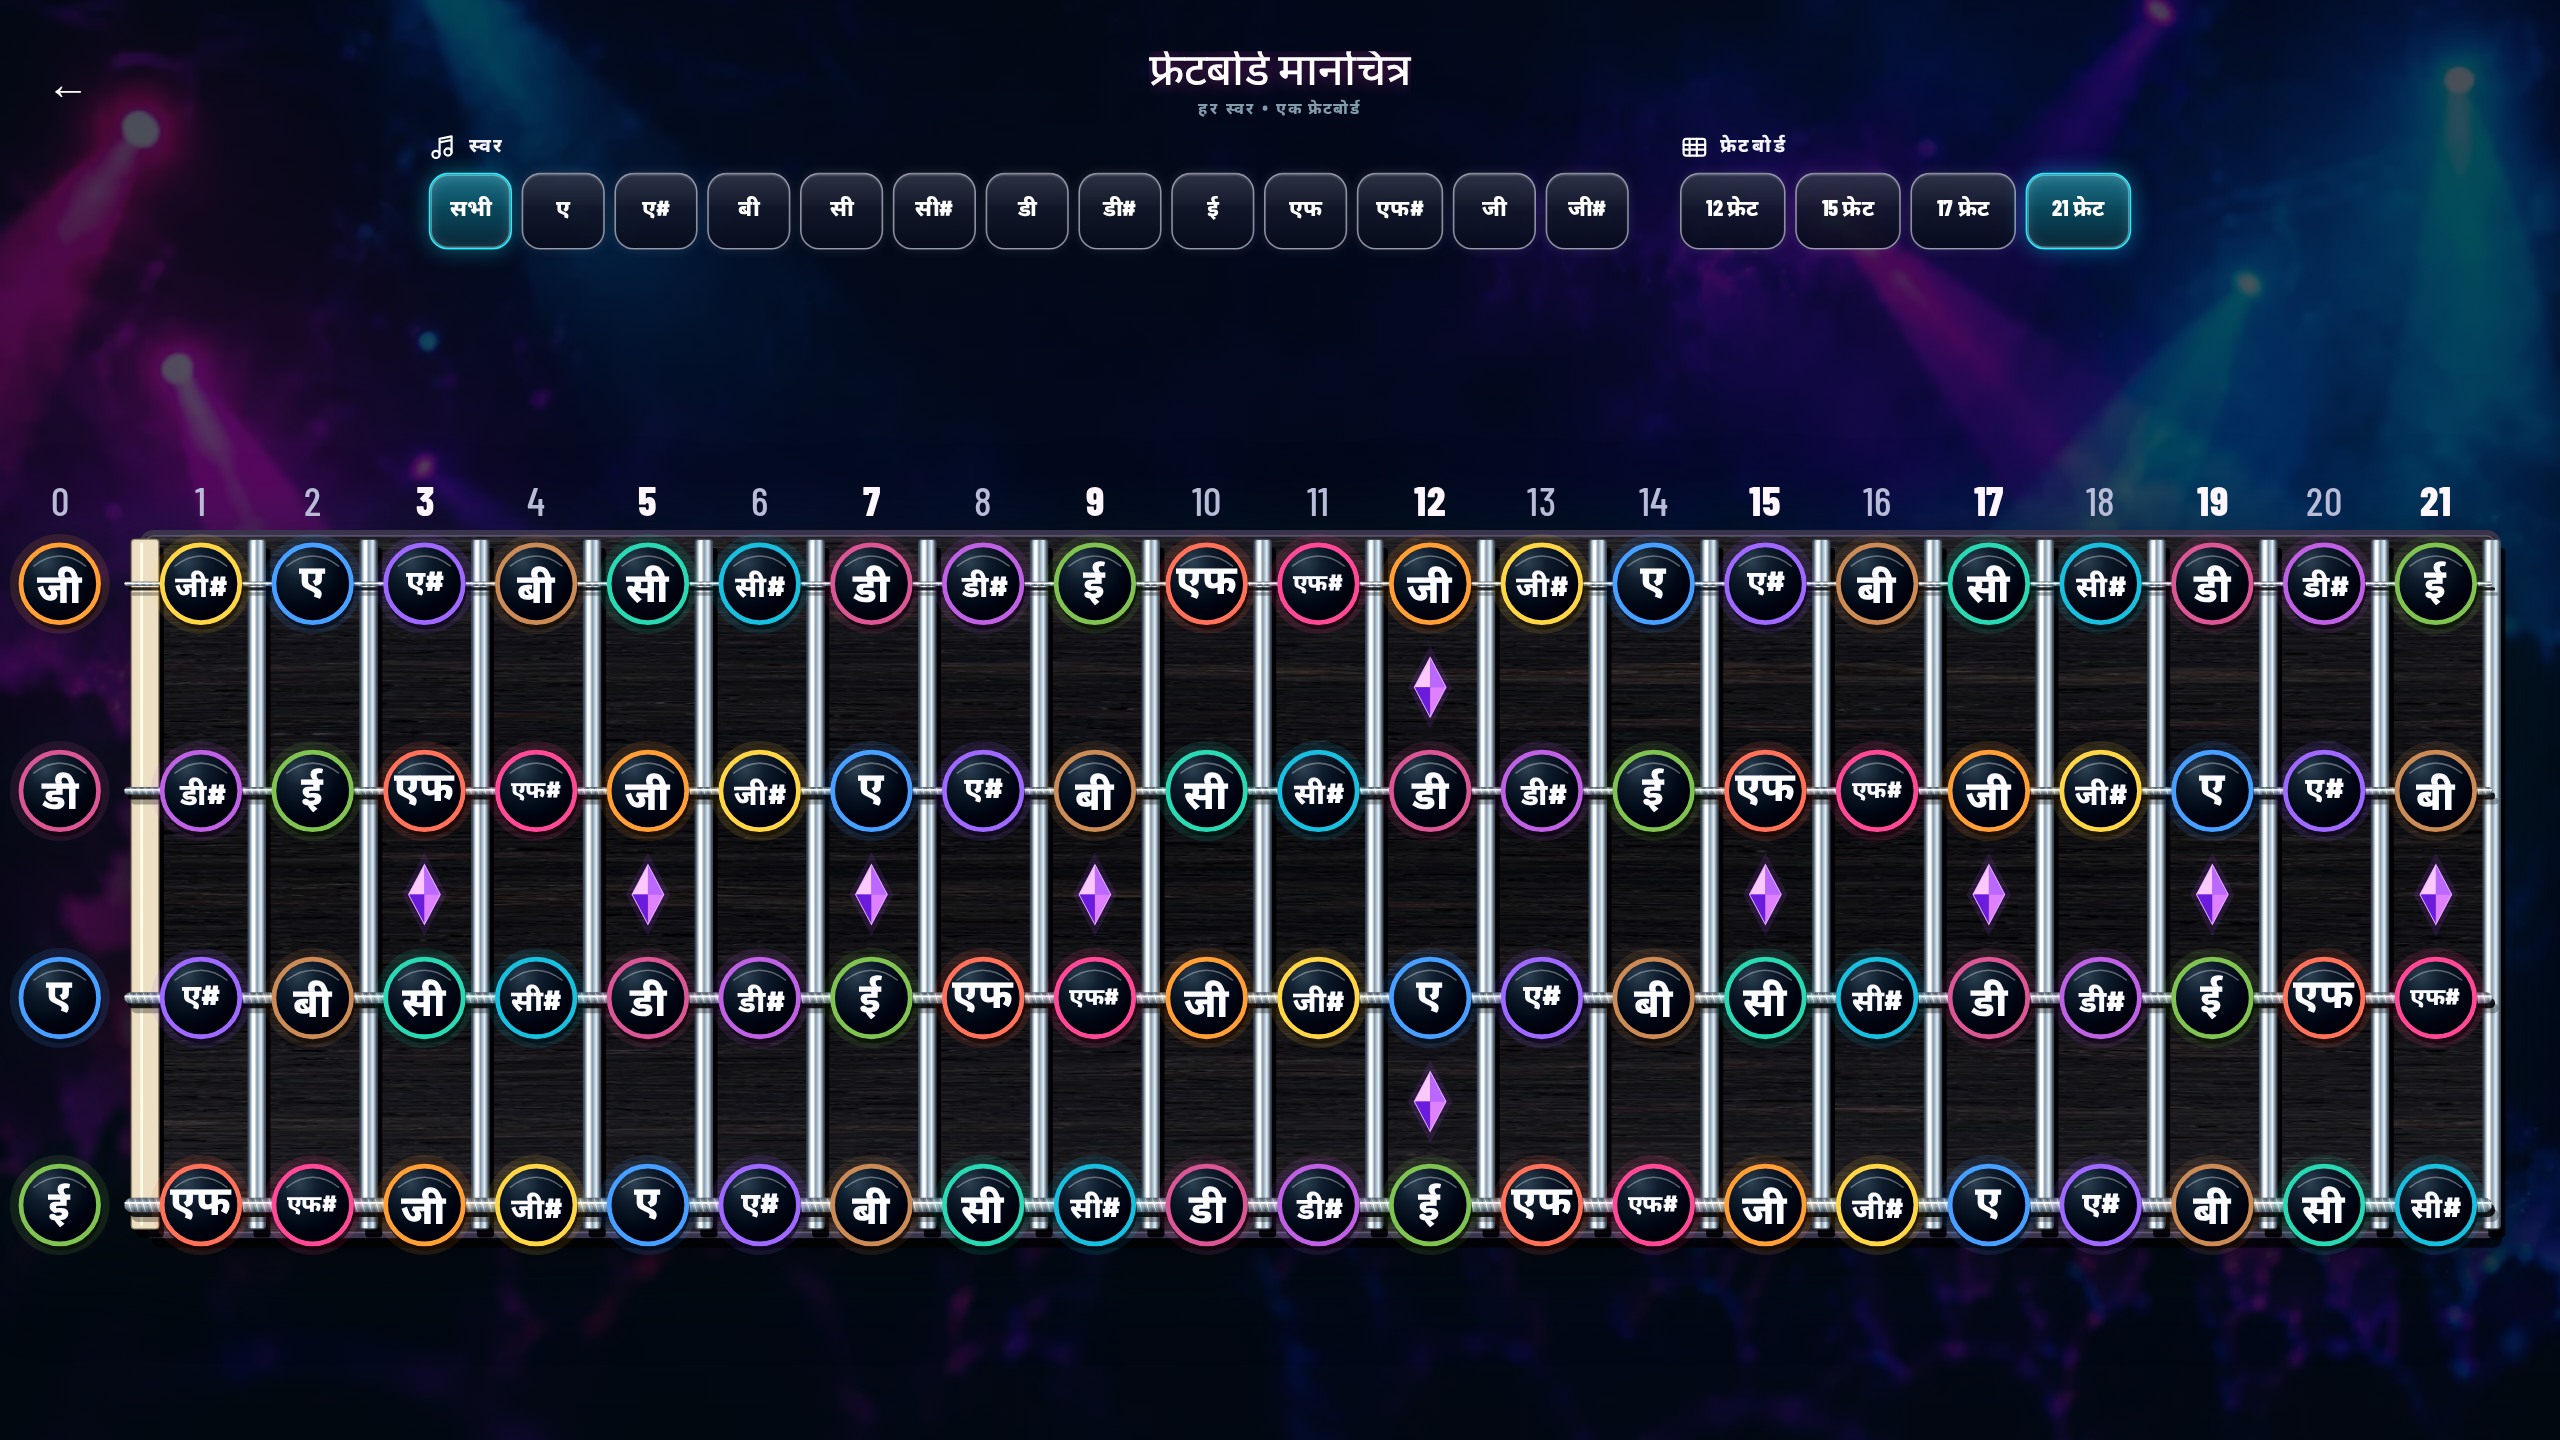 ←
फ्रेटबोर्ड मानचित्र
हर स्वर • एक फ्रेटबोर्ड
स्वर
सभी ए ए# बी सी सी# डी डी# ई एफ एफ# जी जी#
फ्रेटबोर्ड
12 फ्रेट 15 फ्रेट 17 फ्रेट 21 फ्रेट
0 1 2 3 4 5 6 7 8 9 10 11 12 13 14 15 16 17 18 19 20 21
जी जी# ए ए# बी सी सी# डी डी# ई एफ एफ# जी जी# ए ए# बी सी सी# डी डी# ई
डी डी# ई एफ एफ# जी जी# ए ए# बी सी सी# डी डी# ई एफ एफ# जी जी# ए ए# बी
ए ए# बी सी सी# डी डी# ई एफ एफ# जी जी# ए ए# बी सी सी# डी डी# ई एफ एफ#
ई एफ एफ# जी जी# ए ए# बी सी सी# डी डी# ई एफ एफ# जी जी# ए ए# बी सी सी#